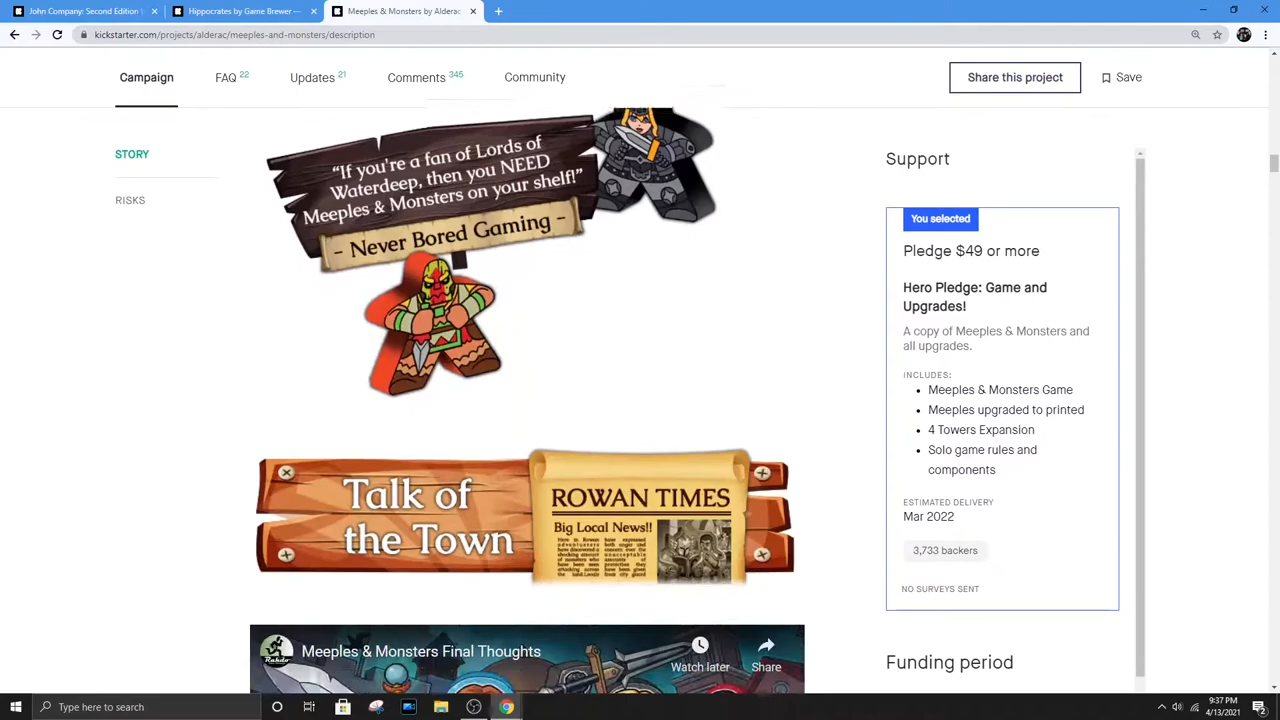 John Company: Second Edition
Hippocrates by Game Brewer —
Meeples & Monsters by Alderac
kickstarter.com/projects/alderac/meeples-and-monsters/description
Campaign
FAQ 22
Updates 21
Comments 345
Community
Share this project
Save
STORY
RISKS
“If you're a fan of Lords of
Waterdeep, then you NEED
Meeples & Monsters on your shelf!”
- Never Bored Gaming -
Talk of
the Town
ROWAN TIMES
Big Local News!!
Meeples & Monsters Final Thoughts
Watch later
Share
Support
You selected
Pledge $49 or more
Hero Pledge: Game and
Upgrades!
A copy of Meeples & Monsters and
all upgrades.
INCLUDES:
Meeples & Monsters Game
Meeples upgraded to printed
4 Towers Expansion
Solo game rules and
components
ESTIMATED DELIVERY
Mar 2022
3,733 backers
NO SURVEYS SENT
Funding period
Type here to search
9:37 PM
4/13/2021
2